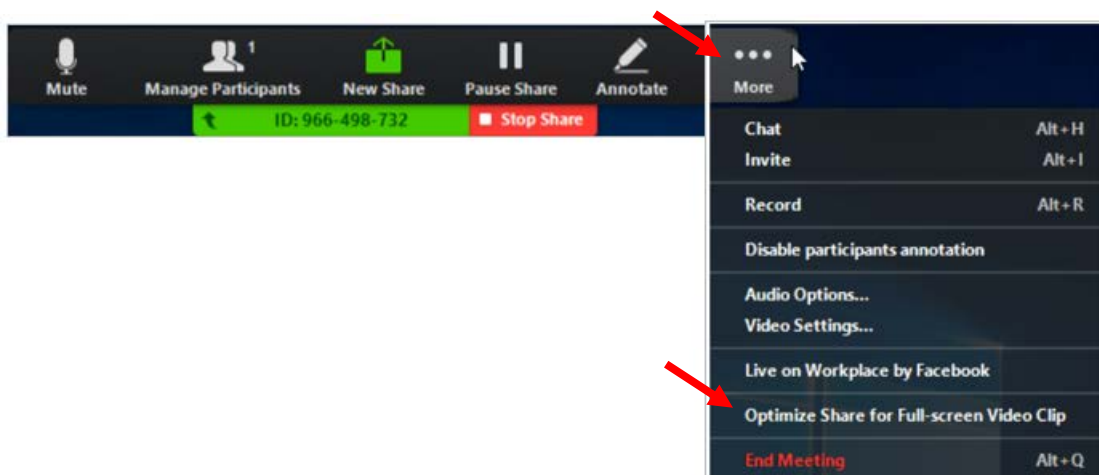 Mute
Manage Participants 1
New Share
Pause Share
Annotate
More
ID: 966-498-732
Stop Share
Chat Alt+H
Invite Alt+I
Record Alt+R
Disable participants annotation
Audio Options...
Video Settings...
Live on Workplace by Facebook
Optimize Share for Full-screen Video Clip
End Meeting Alt+Q